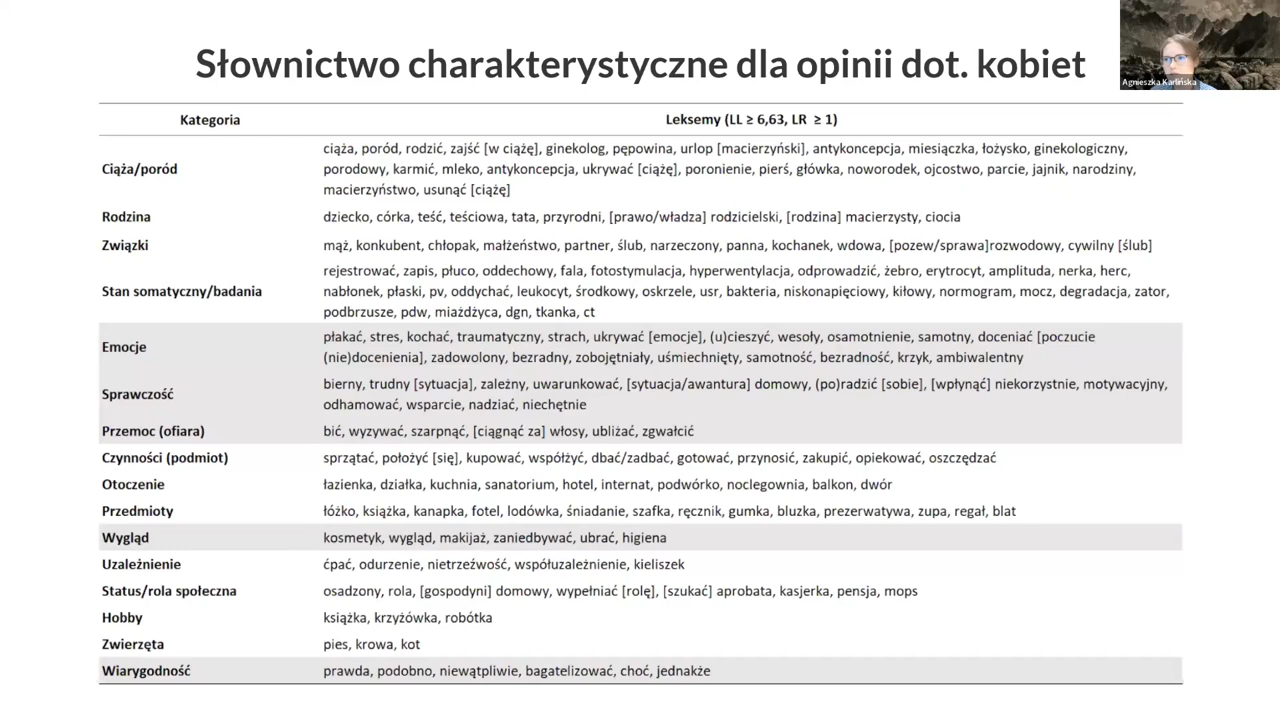 Słownictwo charakterystyczne dla opinii dot. kobiet
Agnieszka Karlińska
Kategoria Leksemy (LL ≥ 6,63, LR ≥ 1)
Ciąża/poród
ciąża, poród, rodzić, zajść [w ciążę], ginekolog, pępowina, urlop [macierzyński], antykoncepcja, miesiączka, łożysko, ginekologiczny,
porodowy, karmić, mleko, antykoncepcja, ukrywać [ciążę], poronienie, pierś, główka, noworodek, ojcostwo, parcie, jajnik, narodziny,
macierzyństwo, usunąć [ciążę]
Rodzina dziecko, córka, teść, teściowa, tata, przyrodni, [prawo/władza] rodzicielski, [rodzina] macierzysty, ciocia
Związki mąż, konkubent, chłopak, małżeństwo, partner, ślub, narzeczony, panna, kochanek, wdowa, [pozew/sprawa]rozwodowy, cywilny [ślub]
Stan somatyczny/badania
rejestrować, zapis, płuco, oddechowy, fala, fotostymulacja, hyperwentylacja, odprowadzić, żebro, erytrocyt, amplituda, nerka, herc,
nabłonek, płaski, pv, oddychać, leukocyt, środkowy, oskrzele, usr, bakteria, niskonapięciowy, kiłowy, normogram, mocz, degradacja, zator,
podbrzusze, pdw, miażdżyca, dgn, tkanka, ct
Emocje
płakać, stres, kochać, traumatyczny, strach, ukrywać [emocje], (u)cieszyć, wesoły, osamotnienie, samotny, doceniać [poczucie
(nie)docenienia], zadowolony, bezradny, zobojętniały, uśmiechnięty, samotność, bezradność, krzyk, ambiwalentny
Sprawczość
bierny, trudny [sytuacja], zależny, uwarunkować, [sytuacja/awantura] domowy, (po)radzić [sobie], [wpłynąć] niekorzystnie, motywacyjny,
odhamować, wsparcie, nadziać, niechętnie
Przemoc (ofiara) bić, wyzywać, szarpnąć, [ciągnąć za] włosy, ubliżać, zgwałcić
Czynności (podmiot) sprzątać, położyć [się], kupować, współżyć, dbać/zadbać, gotować, przynosić, zakupić, opiekować, oszczędzać
Otoczenie łazienka, działka, kuchnia, sanatorium, hotel, internat, podwórko, noclegownia, balkon, dwór
Przedmioty łóżko, książka, kanapka, fotel, lodówka, śniadanie, szafka, ręcznik, gumka, bluzka, prezerwatywa, zupa, regał, blat
Wygląd kosmetyk, wygląd, makijaż, zaniedbywać, ubrać, higiena
Uzależnienie ćpać, odurzenie, nietrzeźwość, współuzależnienie, kieliszek
Status/rola społeczna osadzony, rola, [gospodyni] domowy, wypełniać [rolę], [szukać] aprobata, kasjerka, pensja, mops
Hobby książka, krzyżówka, robótka
Zwierzęta pies, krowa, kot
Wiarygodność prawda, podobno, niewątpliwie, bagatelizować, choć, jednakże